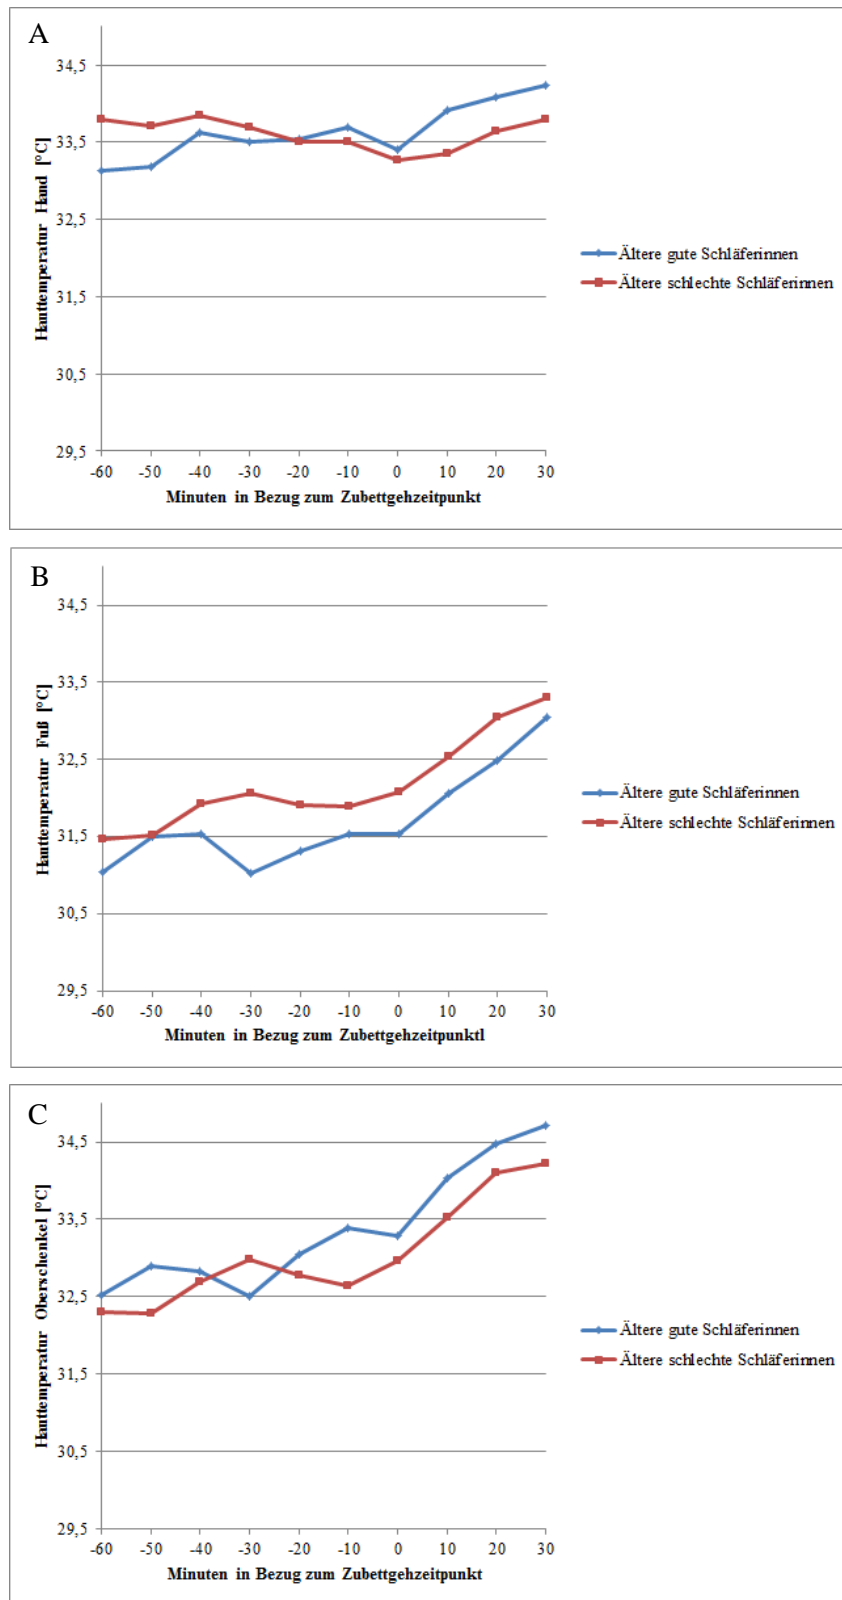 A
Hauttemperatur Hand [°C]
34,5
33,5
32,5
31,5
30,5
29,5
-60 -50 -40 -30 -20 -10 0 10 20 30
Minuten in Bezug zum Zubettgehzeitpunkt
Ältere gute Schläferinnen
Ältere schlechte Schläferinnen
B
Hauttemperatur Fuß [°C]
34,5
33,5
32,5
31,5
30,5
29,5
-60 -50 -40 -30 -20 -10 0 10 20 30
Minuten in Bezug zum Zubettgehzeitpunktl
Ältere gute Schläferinnen
Ältere schlechte Schläferinnen
C
Hauttemperatur Oberschenkel [°C]
34,5
33,5
32,5
31,5
30,5
29,5
-60 -50 -40 -30 -20 -10 0 10 20 30
Minuten in Bezug zum Zubettgehzeitpunkt
Ältere gute Schläferinnen
Ältere schlechte Schläferinnen